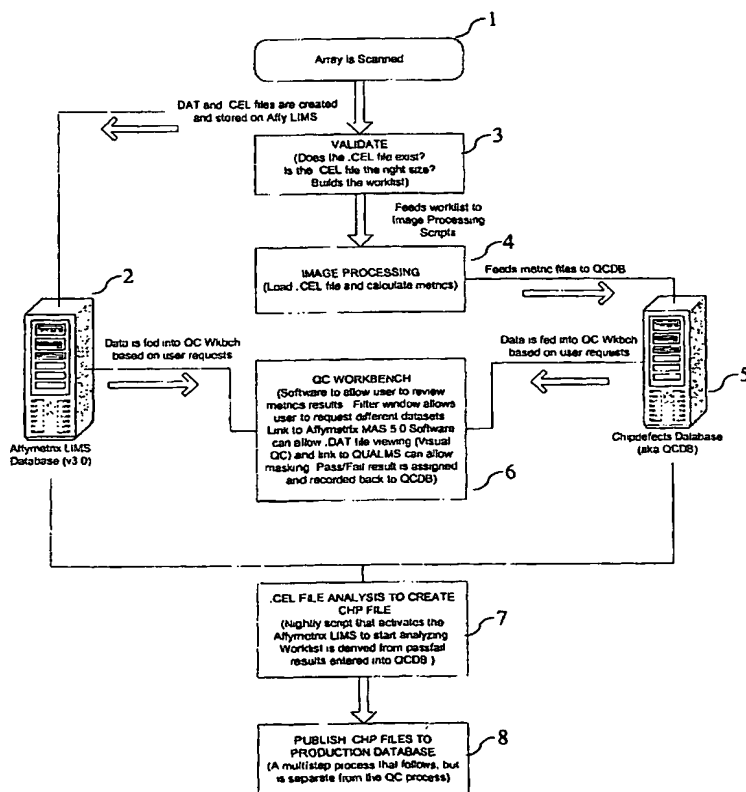 1
Array is Scanned
DAT and CEL files are created
and stored on Affy LIMS
3
VALIDATE
(Does the .CEL file exist?
Is the CEL file the right size?
Builds the worklist)
Feeds worklist to
Image Processing
Scripts
4
IMAGE PROCESSING
(Load .CEL file and calculate metrics)
Feeds metric files to QCDB
2
Data is fed into QC Wkbch
based on user requests
Affymetrix LIMS
Database (v3 0)
QC WORKBENCH
(Software to allow user to review
metrics results Filter window allows
user to request different datasets
Link to Affymetrix MAS 5 0 Software
can allow .DAT file viewing (Visual
QC) and link to QUALMS can allow
masking Pass/Fail result is assigned
and recorded back to QCDB)
6
Data is fed into QC Wkbch
based on user requests
5
Chipdefects Database
(aka QCDB)
.CEL FILE ANALYSIS TO CREATE
CHP FILE
(Nightly script that activates the
Affymetrix LIMS to start analyzing
Worklist is derived from passfail
results entered into QCDB )
7
PUBLISH CHP FILES TO
PRODUCTION DATABASE
(A multistep process that follows, but
is separate from the QC process)
8